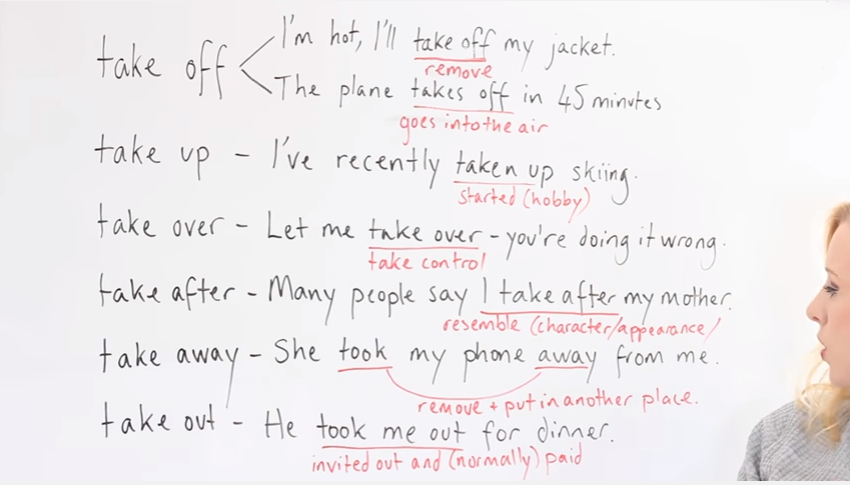 take off < I'm hot, I'll take off my jacket.
remove
The plane takes off in 45 minutes
goes into the air
take up - I've recently taken up skiing.
started (hobby)
take over - Let me take over - you're doing it wrong.
take control
take after - Many people say I take after my mother.
resemble (character/appearance/
take away - She took my phone away from me.
remove + put in another place.
take out - He took me out for dinner.
invited out and (normally) paid